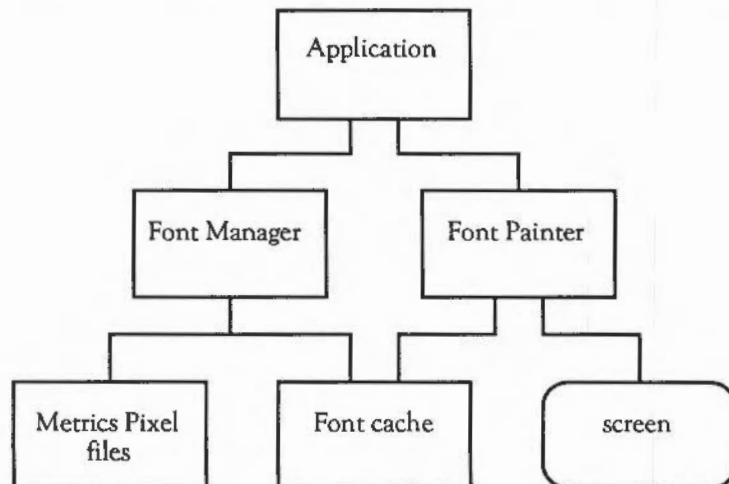 Application
Font Manager
Font Painter
Metrics Pixel
files
Font cache
screen